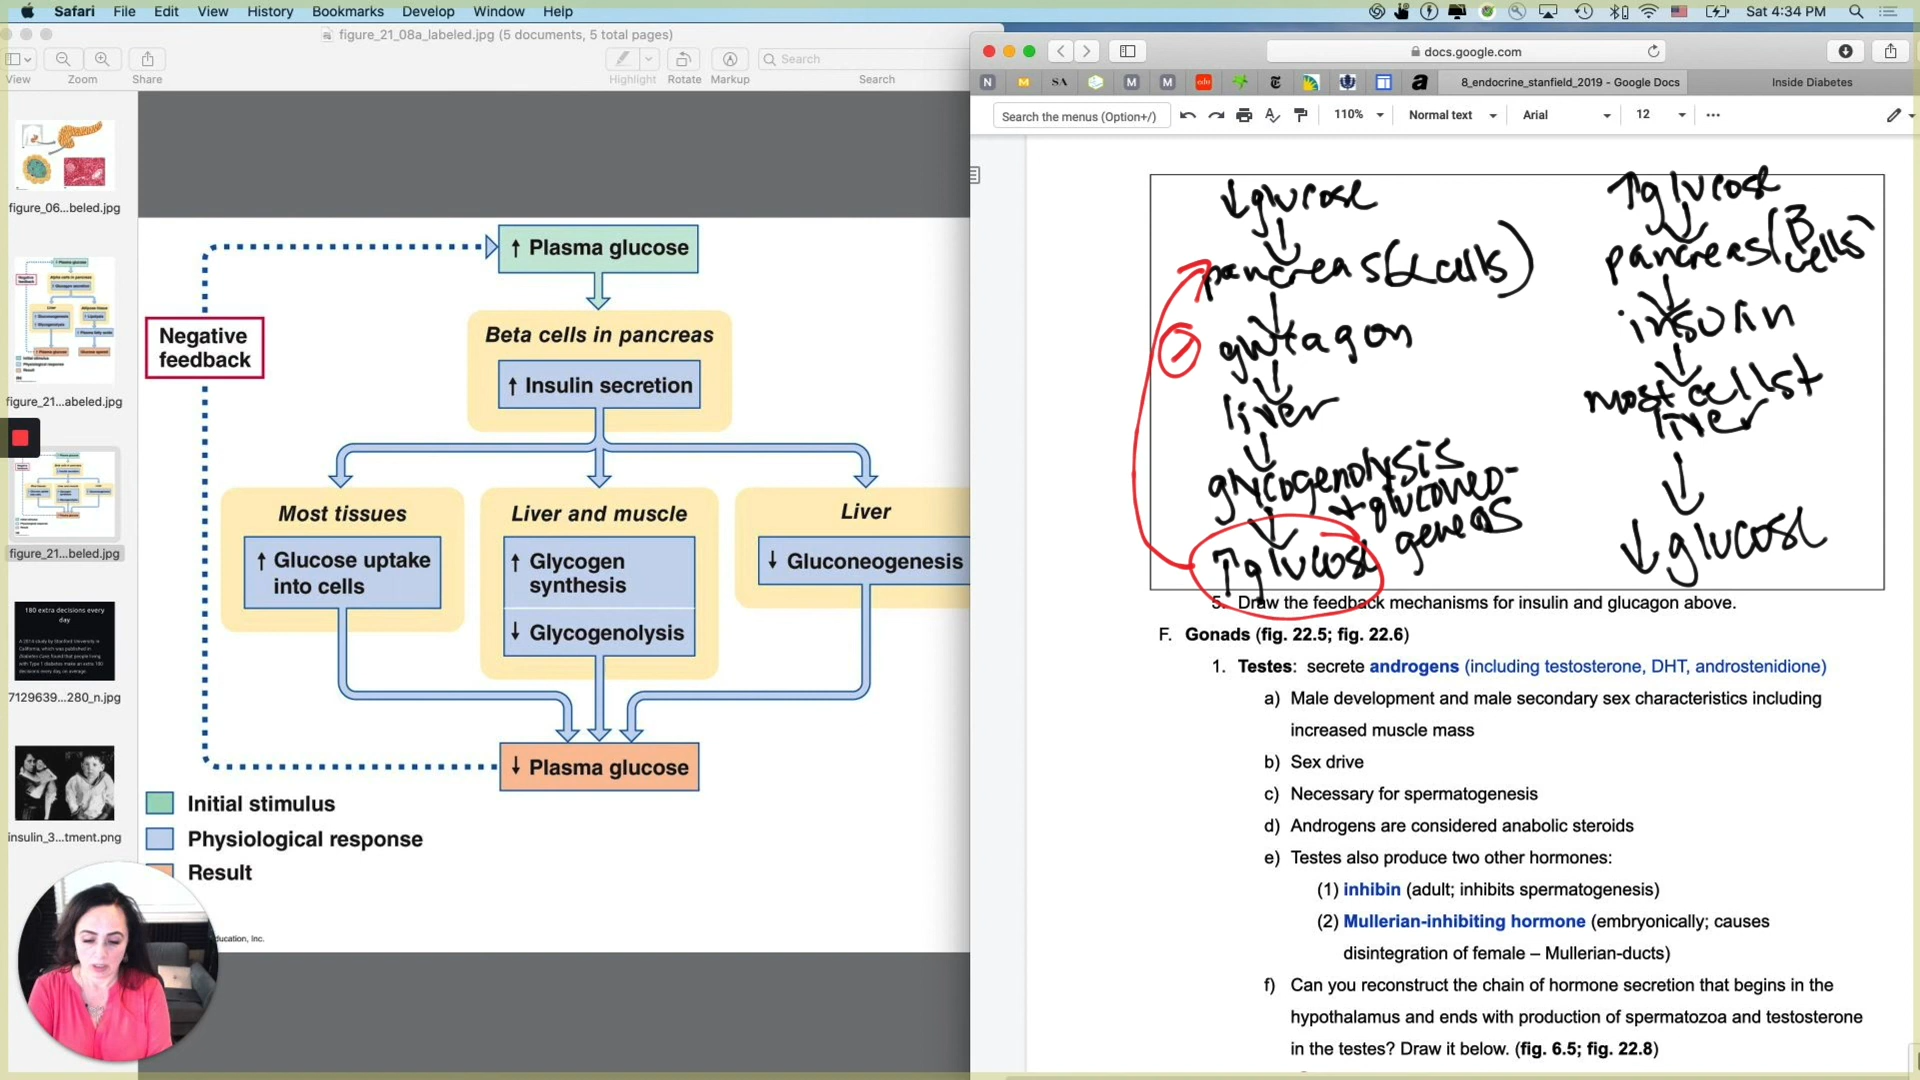 Safari File Edit View History Bookmarks Develop Window Help
Sat 4:34 PM
figure_21_08a_labeled.jpg (5 documents, 5 total pages)
View Zoom Share Highlight Rotate Markup Search
Search
figure_06...beled.jpg
figure_21...abeled.jpg
figure_21...beled.jpg
180 extra decisions every
day
7129639...280_n.jpg
insulin_3...tment.png
↑ Plasma glucose
Negative
feedback
Beta cells in pancreas
↑ Insulin secretion
Most tissues
↑ Glucose uptake
into cells
Liver and muscle
↑ Glycogen
synthesis
↓ Glycogenolysis
Liver
↓ Gluconeogenesis
↓ Plasma glucose
Initial stimulus
Physiological response
Result
ducation, Inc.
docs.google.com
8_endocrine_stanfield_2019 - Google Docs
Inside Diabetes
Search the menus (Option+/)
110% Normal text Arial 12
↓glucose
↓
pancreas(α cells)
↓
glucagon
↓
liver
↓
glycogenolysis
+ gluconeo-
genesis
↓
↑glucose
↑glucose
↓
pancreas(B
cells)
↓
insulin
↓
most cells +
liver
↓
↓glucose
5. Draw the feedback mechanisms for insulin and glucagon above.
F. Gonads (fig. 22.5; fig. 22.6)
1. Testes: secrete androgens (including testosterone, DHT, androstenidione)
a) Male development and male secondary sex characteristics including
increased muscle mass
b) Sex drive
c) Necessary for spermatogenesis
d) Androgens are considered anabolic steroids
e) Testes also produce two other hormones:
(1) inhibin (adult; inhibits spermatogenesis)
(2) Mullerian-inhibiting hormone (embryonically; causes
disintegration of female – Mullerian-ducts)
f) Can you reconstruct the chain of hormone secretion that begins in the
hypothalamus and ends with production of spermatozoa and testosterone
in the testes? Draw it below. (fig. 6.5; fig. 22.8)